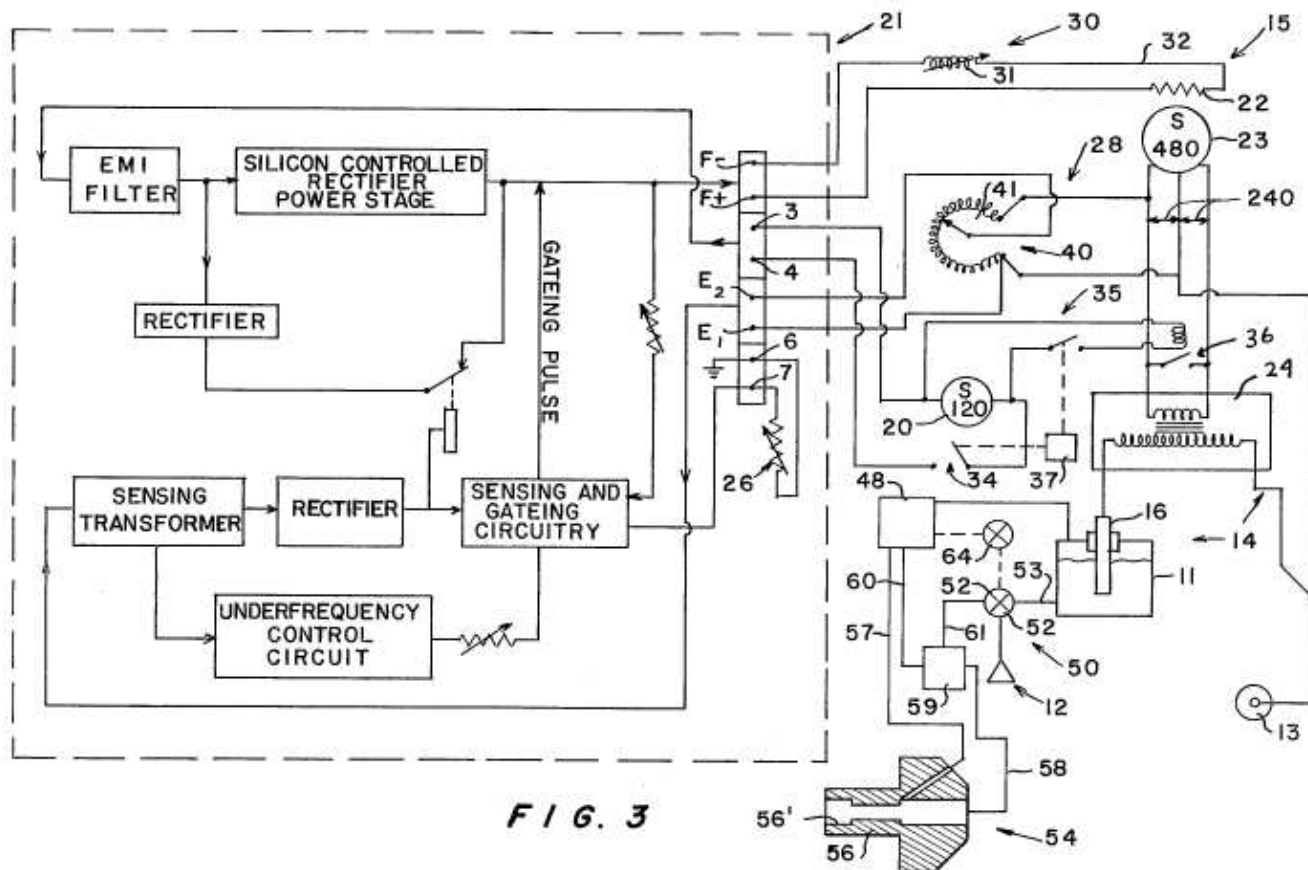 21
30
32
15
31
22
S
480
23
EMI
FILTER
SILICON CONTROLLED
RECTIFIER
POWER STAGE
F-
F+
28
41
240
3
40
4
GATEING PULSE
E2
35
RECTIFIER
E1
36
6
24
7
S
120
20
37
26
34
SENSING
TRANSFORMER
RECTIFIER
SENSING AND
GATEING
CIRCUITRY
48
16
64
14
11
60
52
53
52
UNDERFREQUENCY
CONTROL
CIRCUIT
57
61
50
59
12
13
58
56'
56
54
FIG. 3